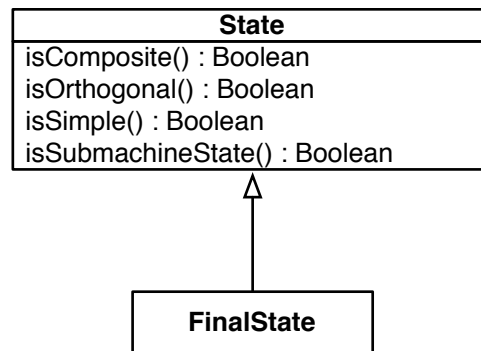 State
isComposite() : Boolean
isOrthogonal() : Boolean
isSimple() : Boolean
isSubmachineState() : Boolean
FinalState